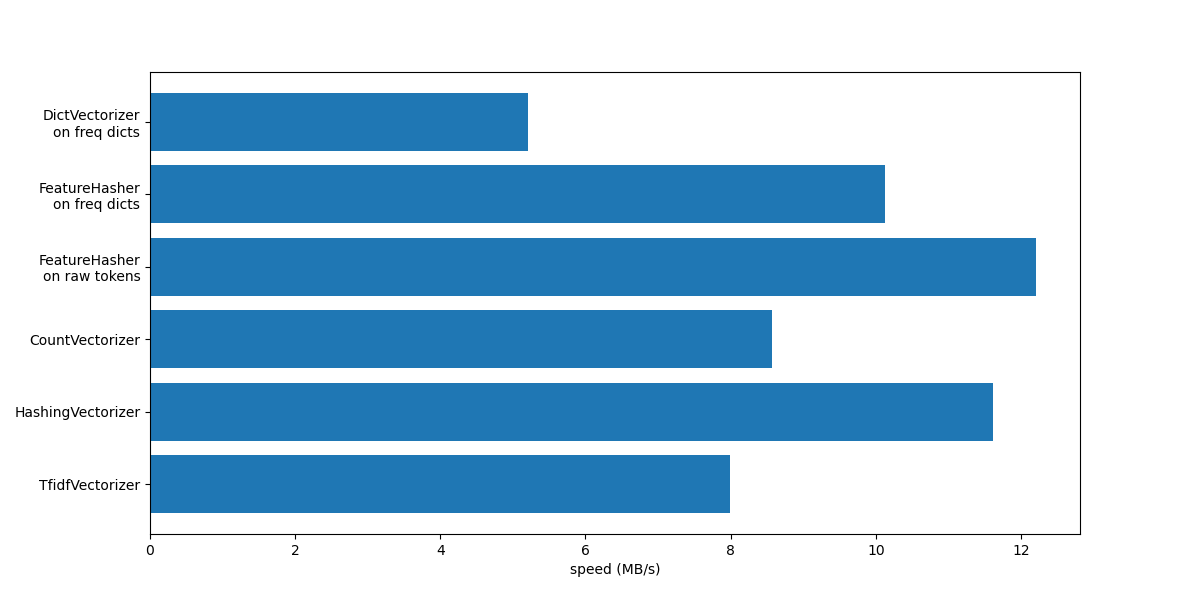 DictVectorizer
on freq dicts
FeatureHasher
on freq dicts
FeatureHasher
on raw tokens
CountVectorizer
HashingVectorizer
TfidfVectorizer
0 2 4 6 8 10 12
speed (MB/s)